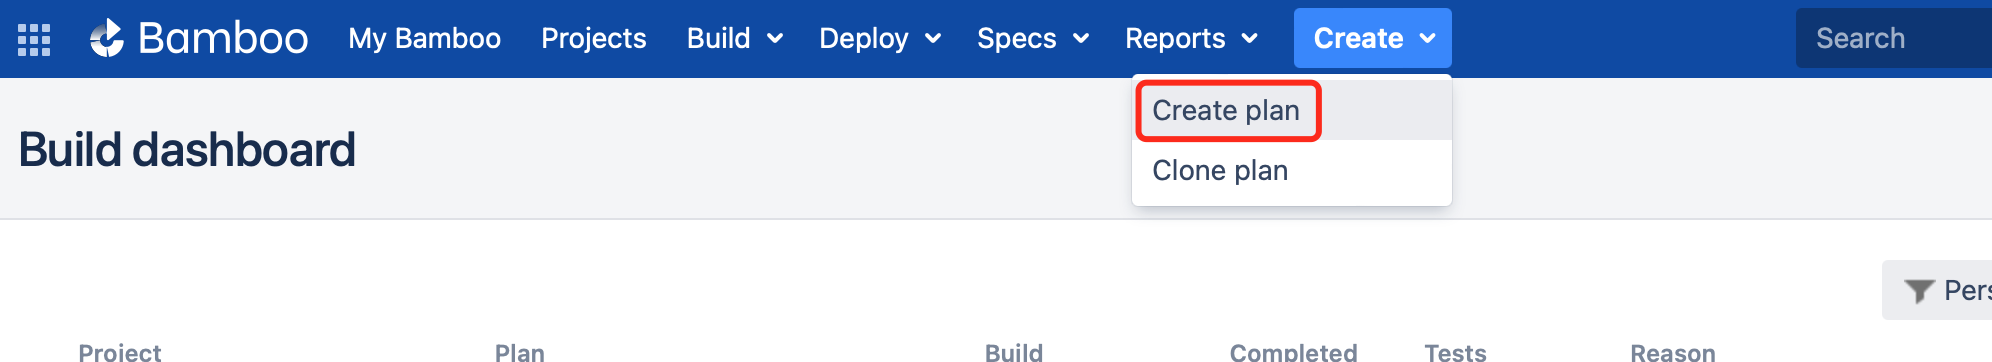 Bamboo My Bamboo Projects Build Deploy Specs Reports Create Search
Create plan
Clone plan
Build dashboard
Pers
Project Plan Build Completed Tests Reason